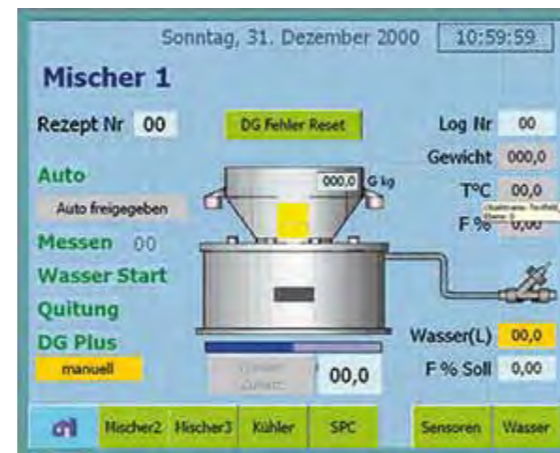 Sonntag, 31. Dezember 2000 10:59:59
Mischer 1
Rezept Nr 00
DG Fehler Reset
Log Nr 00
Gewicht 000,0
Auto
000,0 G kg
T°C 00,0
Auto freigegeben
F % 0,00
Messen 00
Wasser Start
Quitung
DG Plus
Wasser(L) 00,0
manuell
00,0
F % Soll 0,00
Mischer2 Mischer3 Kühler SPC Sensoren Wasser